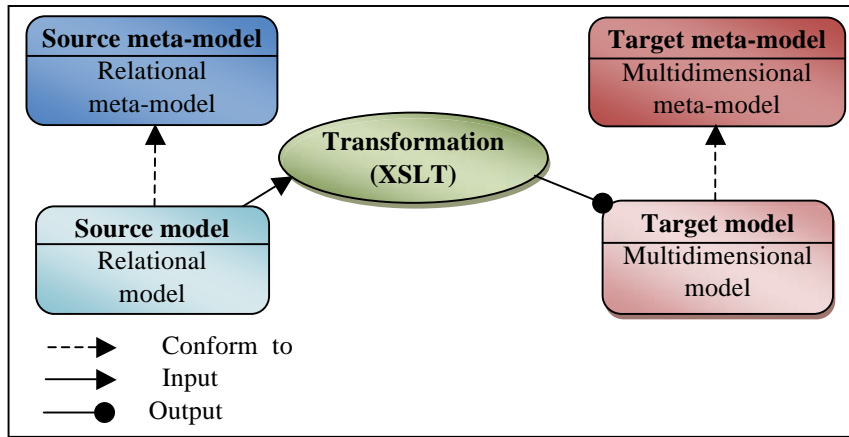 Source meta-model
Relational
meta-model
Target meta-model
Multidimensional
meta-model
Transformation
(XSLT)
Source model
Relational
model
Target model
Multidimensional
model
Conform to
Input
Output